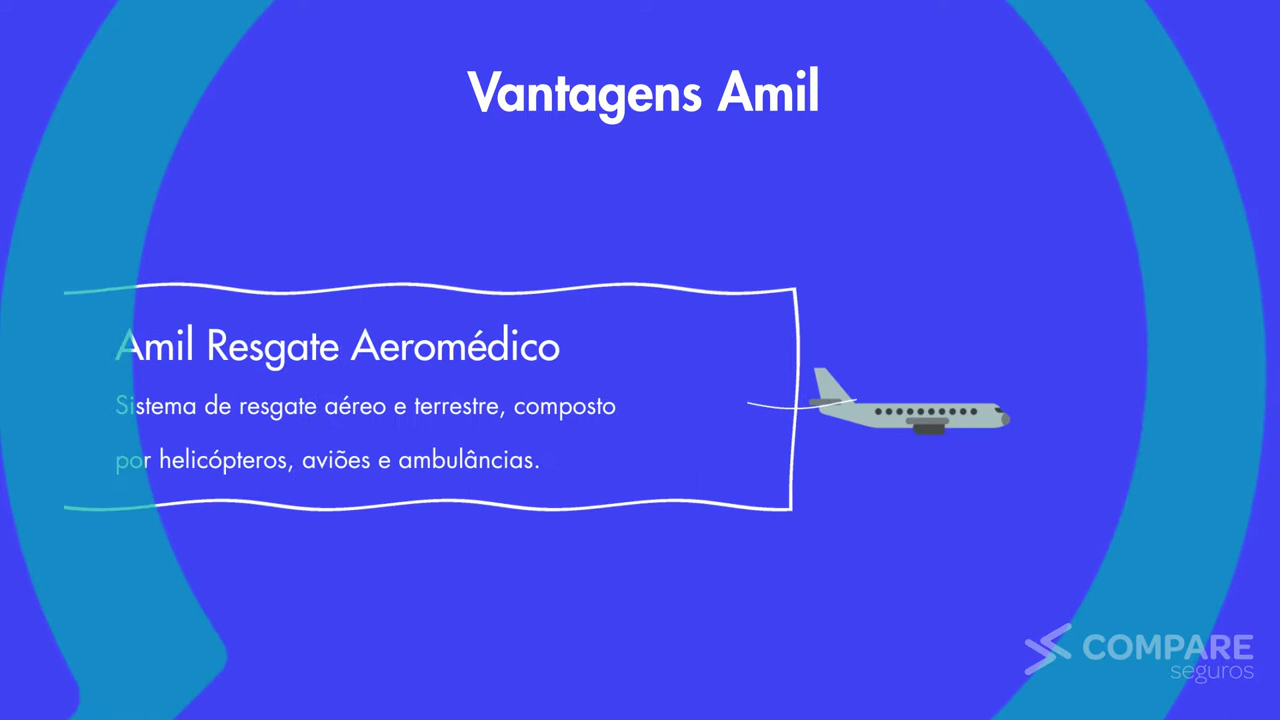 Vantagens Amil
Amil Resgate Aeromédico
Sistema de resgate aéreo e terrestre, composto
por helicópteros, aviões e ambulâncias.
COMPARE
seguros